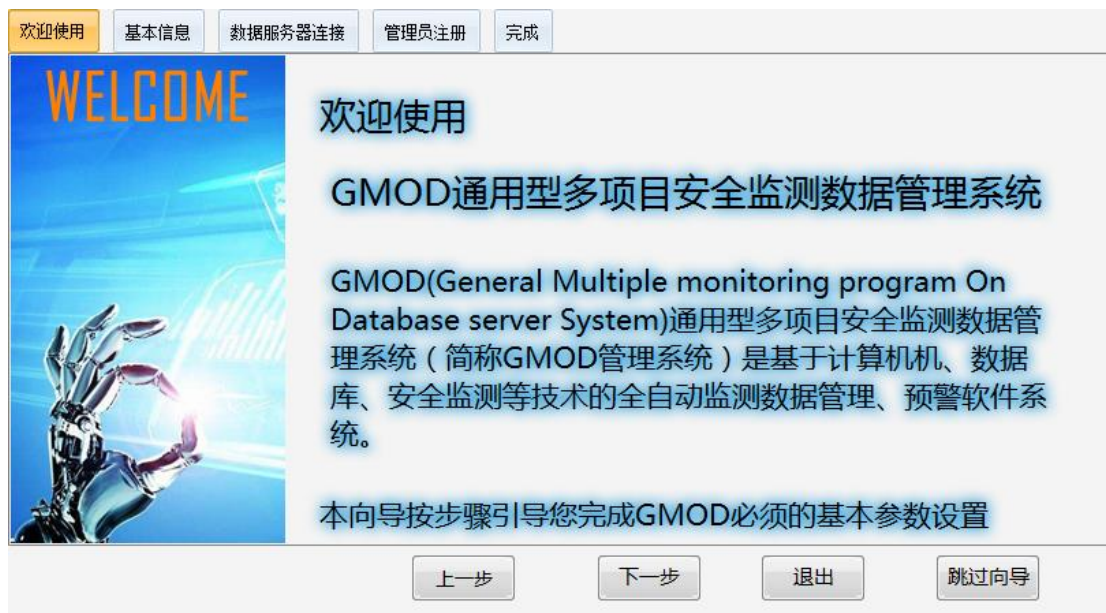 欢迎使用 基本信息 数据服务器连接 管理员注册 完成
WELCOME
欢迎使用
GMOD通用型多项目安全监测数据管理系统
GMOD(General Multiple monitoring program On
Database server System)通用型多项目安全监测数据管
理系统（简称GMOD管理系统）是基于计算机机、数据
库、安全监测等技术的全自动监测数据管理、预警软件系
统。
本向导按步骤引导您完成GMOD必须的基本参数设置
上一步 下一步 退出 跳过向导